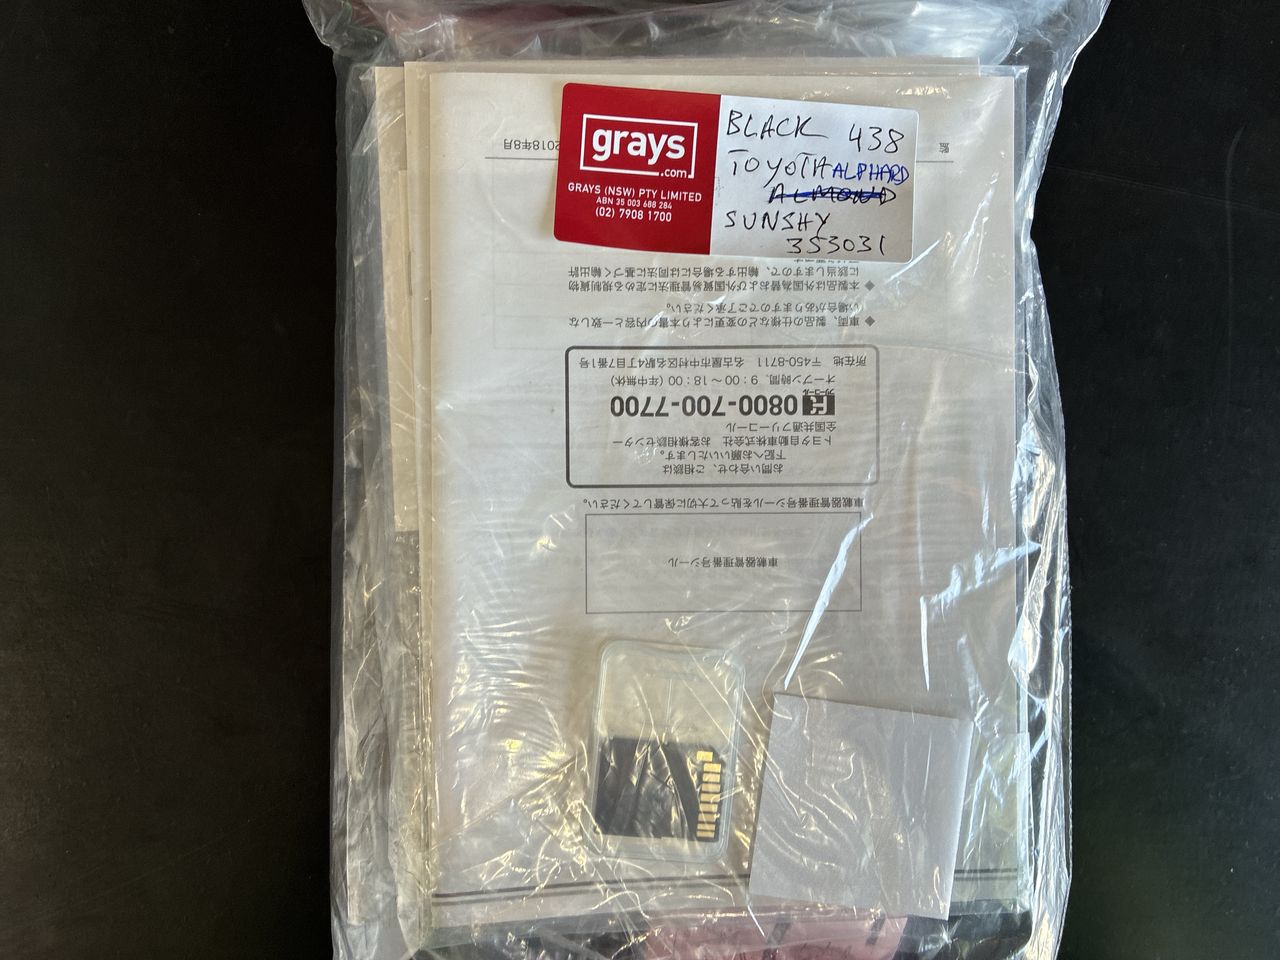 grays
.com
GRAYS (NSW) PTY LIMITED
ABN 35 003 688 284
(02) 7908 1700
BLACK 438
TOYOTA ALPHARD
ALMOND
SUNSHY
353031
車載器管理番号シール
車載器管理番号シールを貼って大切に保管してください。
お問い合わせ、ご相談は
下記へお願いいたします。
トヨタ自動車株式会社 お客様相談センター
全国共通フリーコール
フリーコール 0800-700-7700
オープン時間 9:00~18:00 (年中無休)
所在地 〒450-8711 名古屋市中村区名駅4丁目7番1号
◆ 車両、製品の仕様などの変更により本書の内容と一致しな
い場合がありますのでご了承ください。
◆ 本製品は外国為替および外国貿易管理法に定める規制貨物
に該当しますので、輸出する場合には同法に基づく輸出許
2018年8月